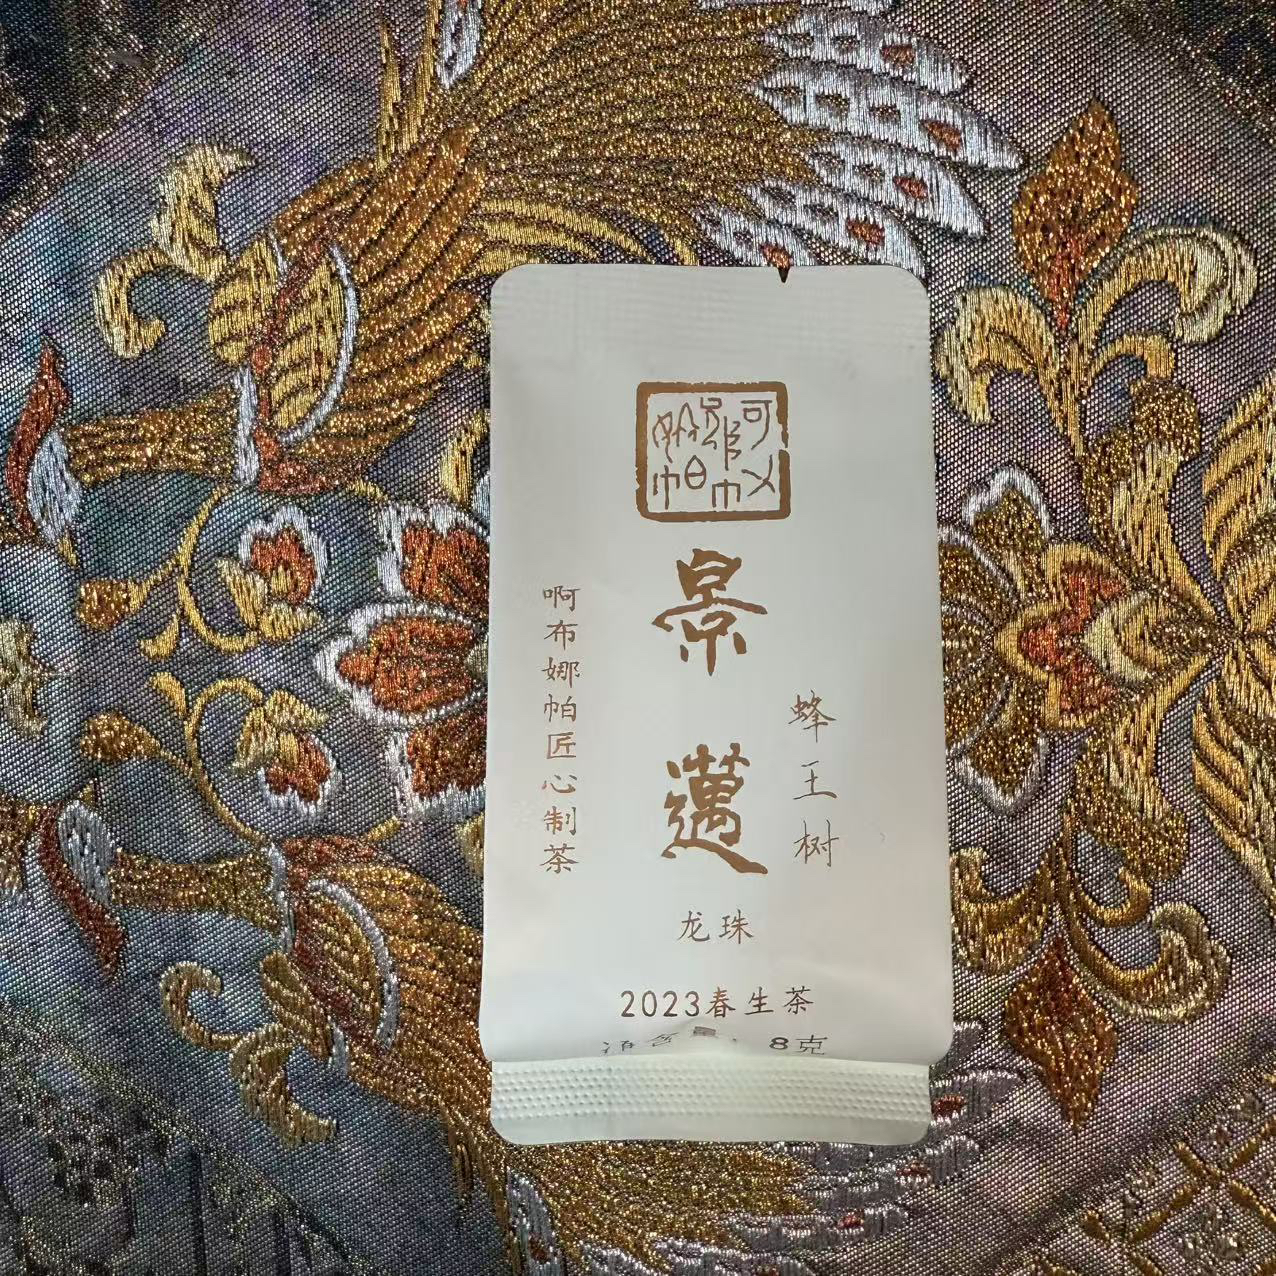 景邁
蜂王树
啊布娜帕匠心制茶
龙珠
2023春生茶
净含量：8克